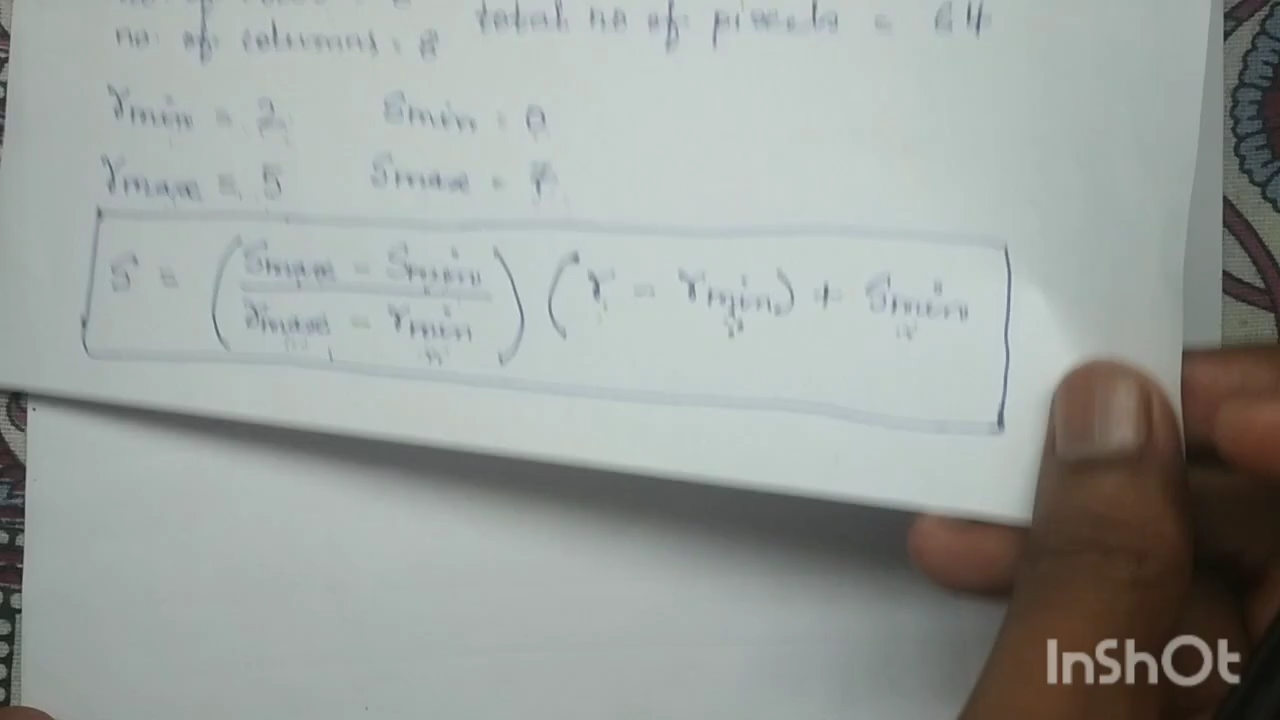 no of columns = 8 total no of pixels = 64
rmin = 2 Smin = 0
rmax = 5 Smax = 7
S = (Smax - Smin / rmax - rmin) (r - rmin) + Smin
InShOt